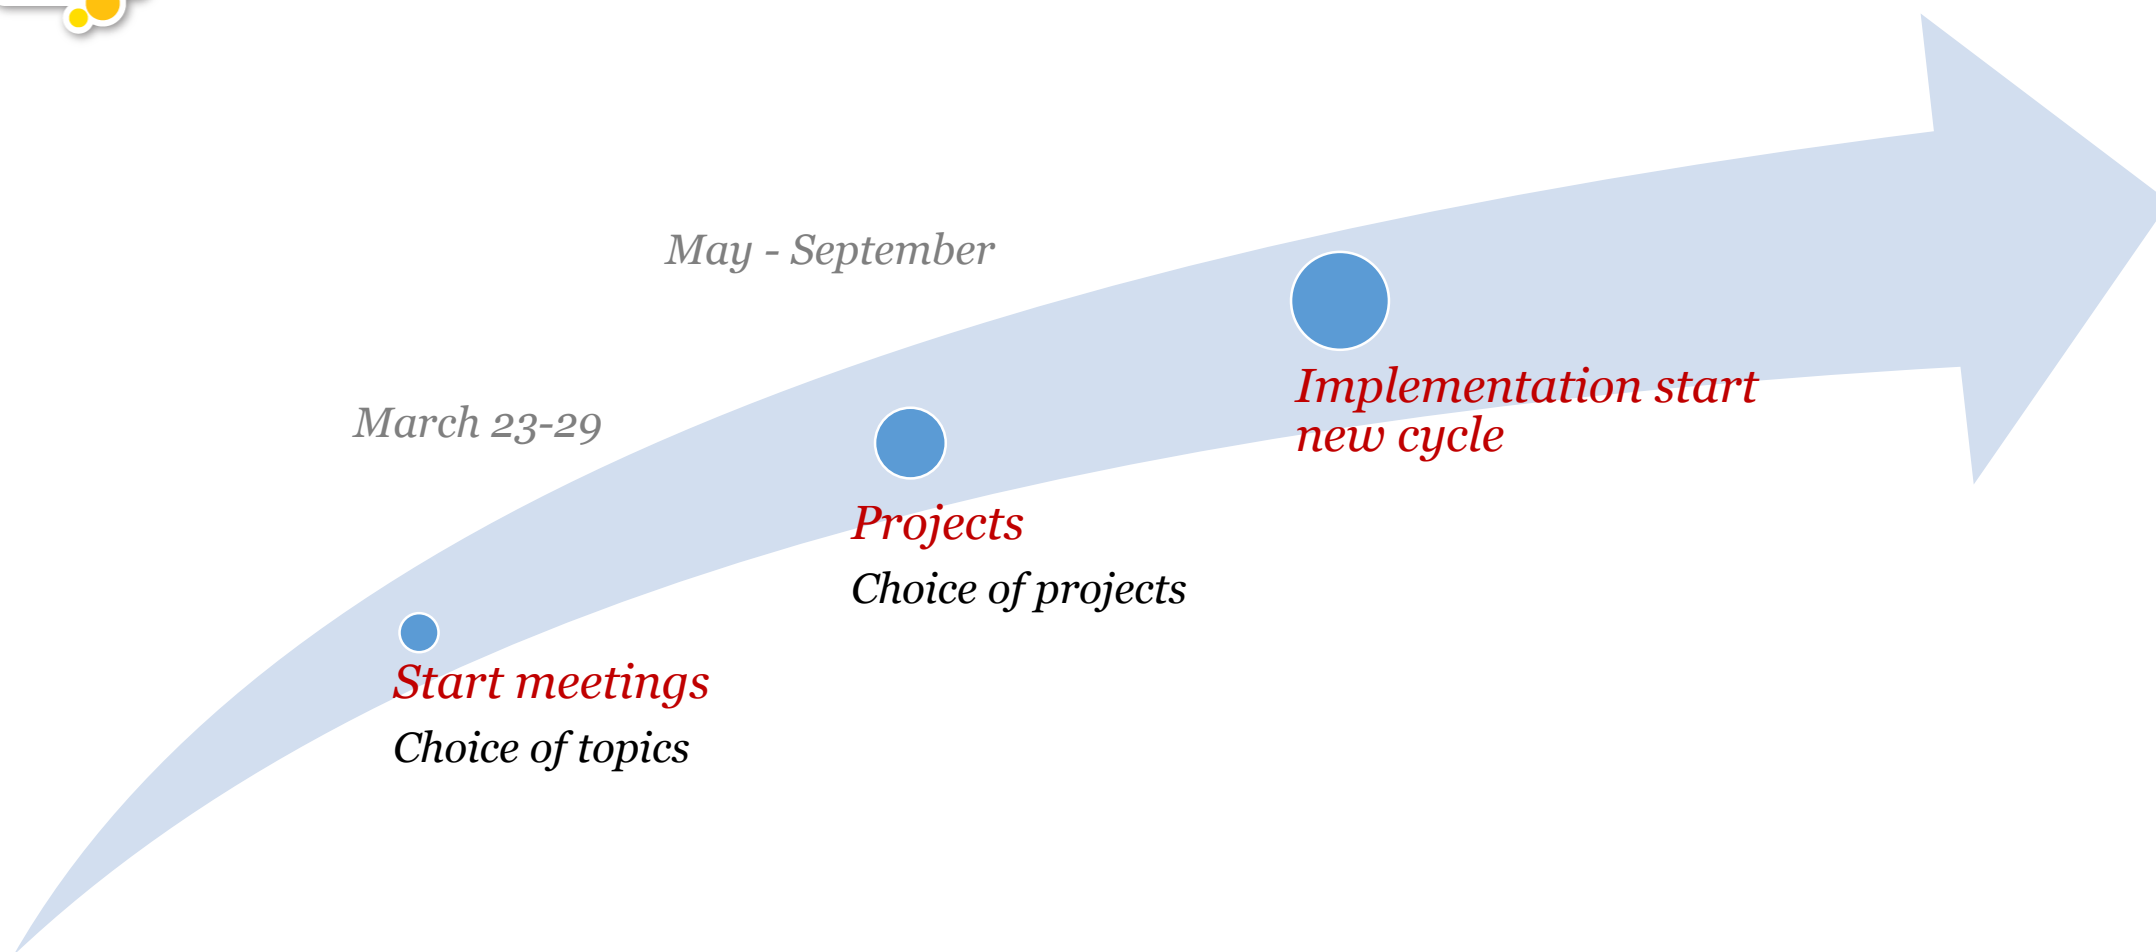 May - September
March 23-29
Implementation start
new cycle
Projects
Choice of projects
Start meetings
Choice of topics